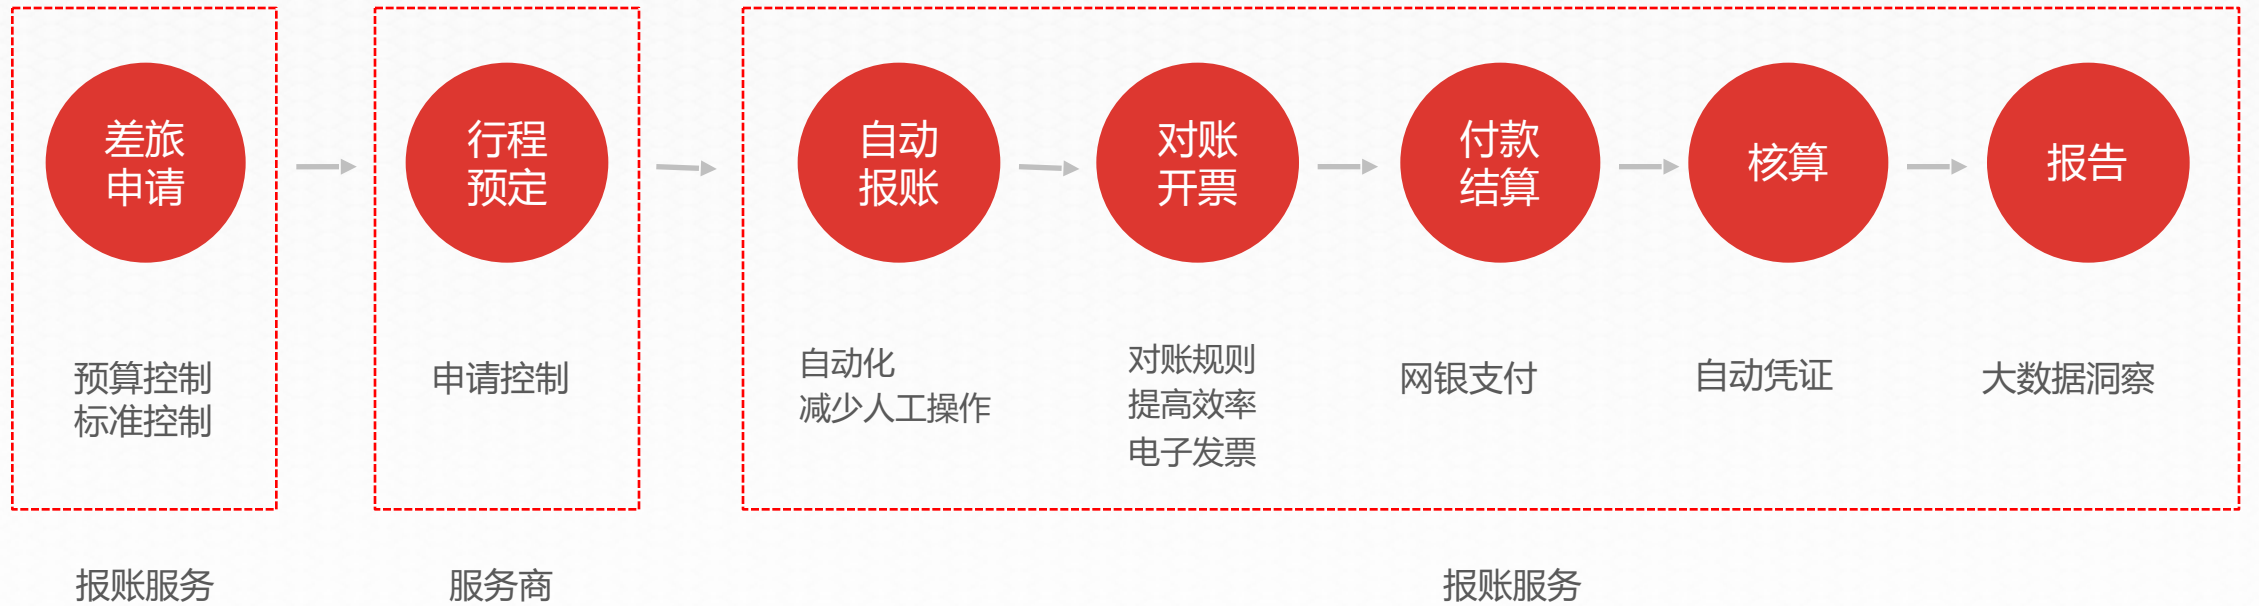 差旅
申请
行程
预定
自动
报账
对账
开票
付款
结算
核算
报告
预算控制
标准控制
申请控制
自动化
减少人工操作
对账规则
提高效率
电子发票
网银支付
自动凭证
大数据洞察
报账服务
服务商
报账服务